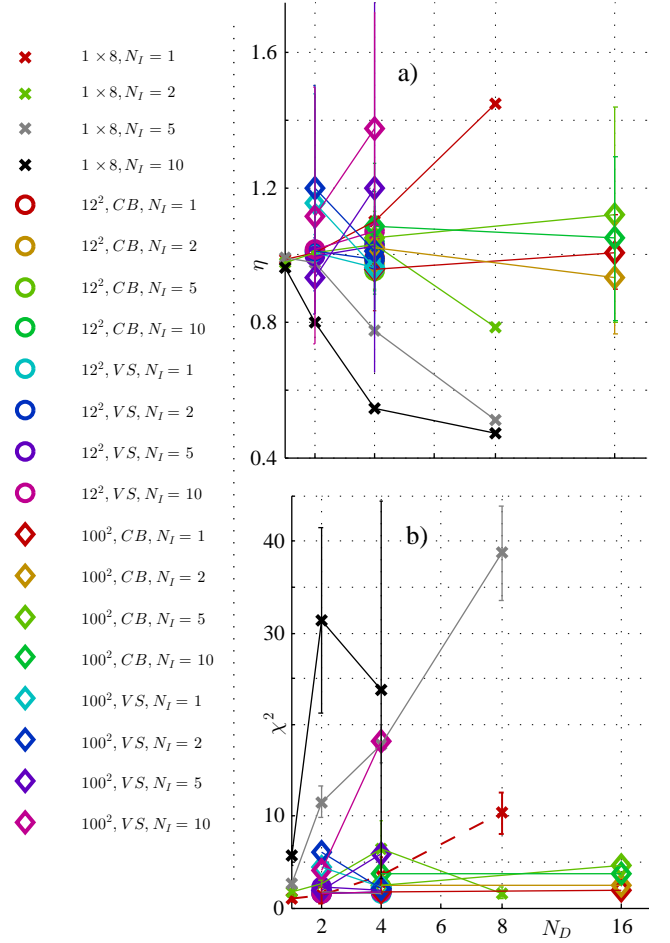 1 × 8, N_I = 1
1 × 8, N_I = 2
1 × 8, N_I = 5
1 × 8, N_I = 10
12², CB, N_I = 1
12², CB, N_I = 2
12², CB, N_I = 5
12², CB, N_I = 10
12², VS, N_I = 1
12², VS, N_I = 2
12², VS, N_I = 5
12², VS, N_I = 10
100², CB, N_I = 1
100², CB, N_I = 2
100², CB, N_I = 5
100², CB, N_I = 10
100², VS, N_I = 1
100², VS, N_I = 2
100², VS, N_I = 5
100², VS, N_I = 10
a)
1.6
1.2
η
0.8
0.4
b)
40
30
χ²
10
0
2
4
8
N_D
16